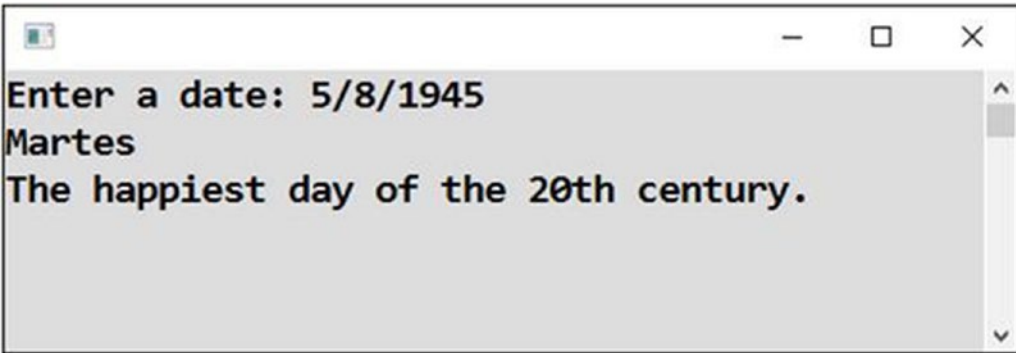 Enter a date: 5/8/1945
Martes
The happiest day of the 20th century.